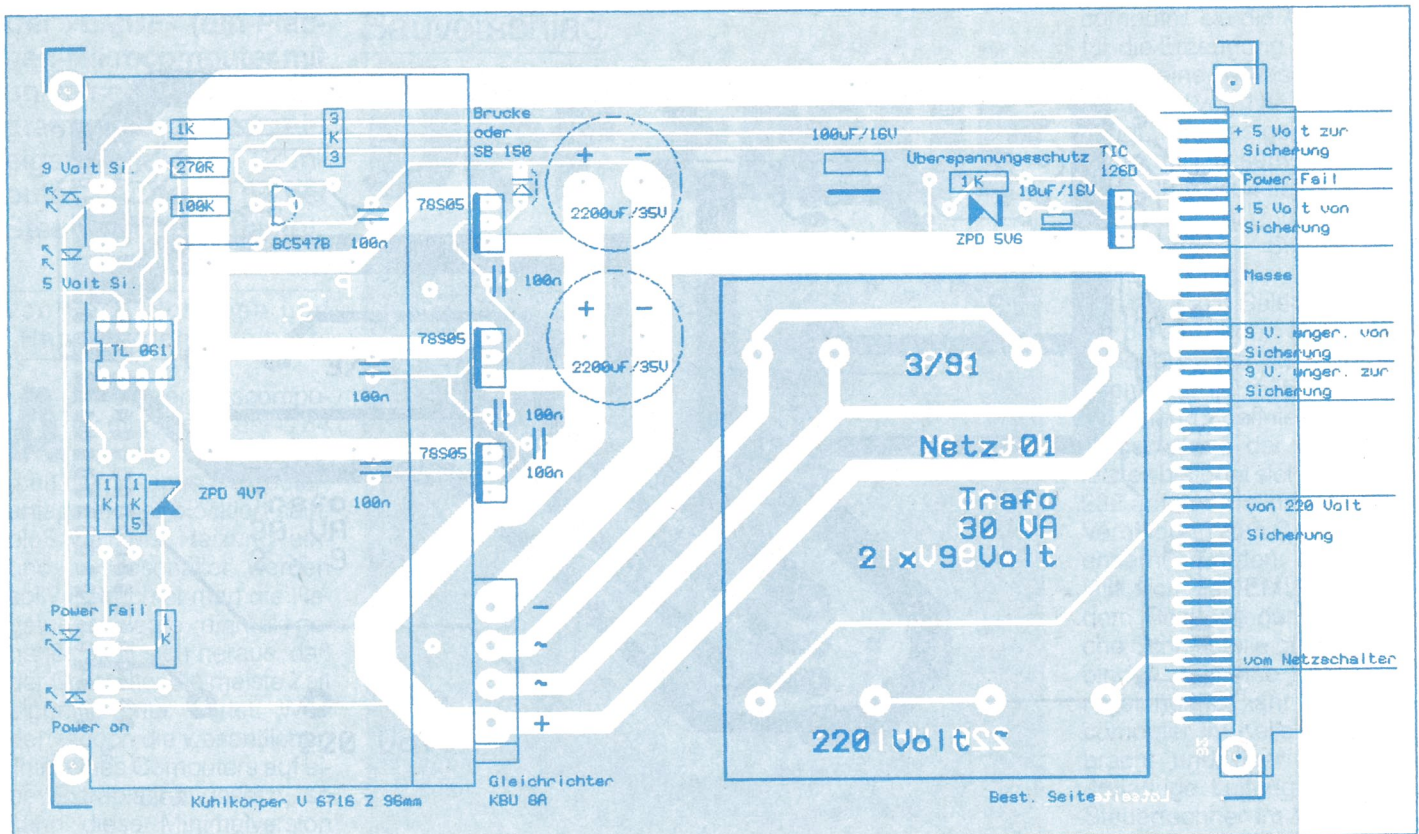 Brucke
oder
SB 150
1K
3
K
3
9 Volt Si.
270R
100K
BC547B
100n
78S05
+ -
2200uF/35V
100n
5 Volt Si.
TL 061
78S05
+ -
2200uF/35V
100n
100n
78S05
100n
100n
1
K
1
K
5
ZPD 4V7
Power Fail
1
K
Power on
-
~
~
+
Gleichrichter
KBU 8A
Kuhlkörper V 6716 Z 96mm
100uF/16V
Überspannungsschutz
TIC
126D
1K
10uF/16V
ZPD 5V6
3/91
Netz 01
Trafo
30 VA
2 x 9 Volt
220 Volt ~
Best. Seite
Lotseite
+ 5 Volt zur
Sicherung
Power Fail
+ 5 Volt von
Sicherung
Masse
9 V. unger. von
Sicherung
9 V. unger. zur
Sicherung
von 220 Volt
Sicherung
vom Netzschalter